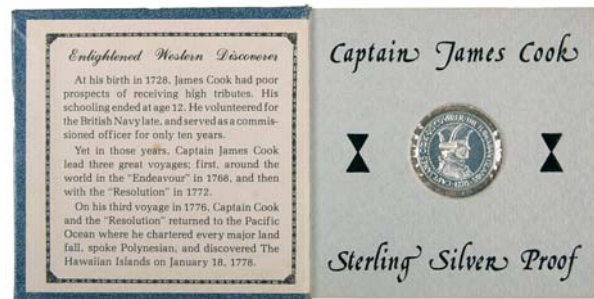 Enlightened Western Discoverer
At his birth in 1728, James Cook had poor
prospects of receiving high tributes. His
schooling ended at age 12. He volunteered for
the British Navy late, and served as a commis-
sioned officer for only ten years.
Yet in those years, Captain James Cook
lead three great voyages; first, around the
world in the "Endeavour" in 1768, and then
with the "Resolution" in 1772.
On his third voyage in 1776, Captain Cook
and the "Resolution" returned to the Pacific
Ocean where he chartered every major land
fall, spoke Polynesian, and discovered The
Hawaiian Islands on January 18, 1778.
Captain James Cook
Sterling Silver Proof